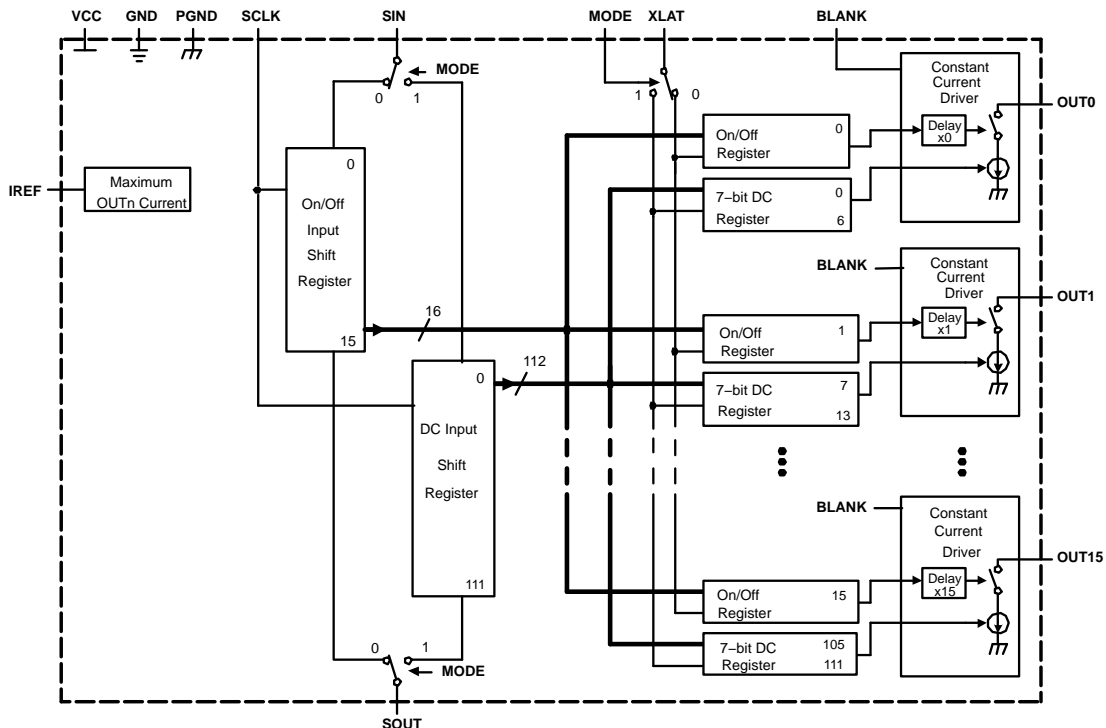 VCC GND PGND SCLK SIN MODE XLAT BLANK
MODE
0 1
1 0
Constant
Current
Driver
OUT0
Delay
x0
On/Off
Register
0
7–bit DC
Register
0
6
IREF
Maximum
OUTn Current
0
On/Off
Input
Shift
Register
15
16
BLANK
Constant
Current
Driver
OUT1
Delay
x1
On/Off
Register
1
7–bit DC
Register
7
13
0
112
DC Input
Shift
Register
111
BLANK
Constant
Current
Driver
OUT15
Delay
x15
On/Off
Register
15
7–bit DC
Register
105
111
0 1
MODE
SOUT